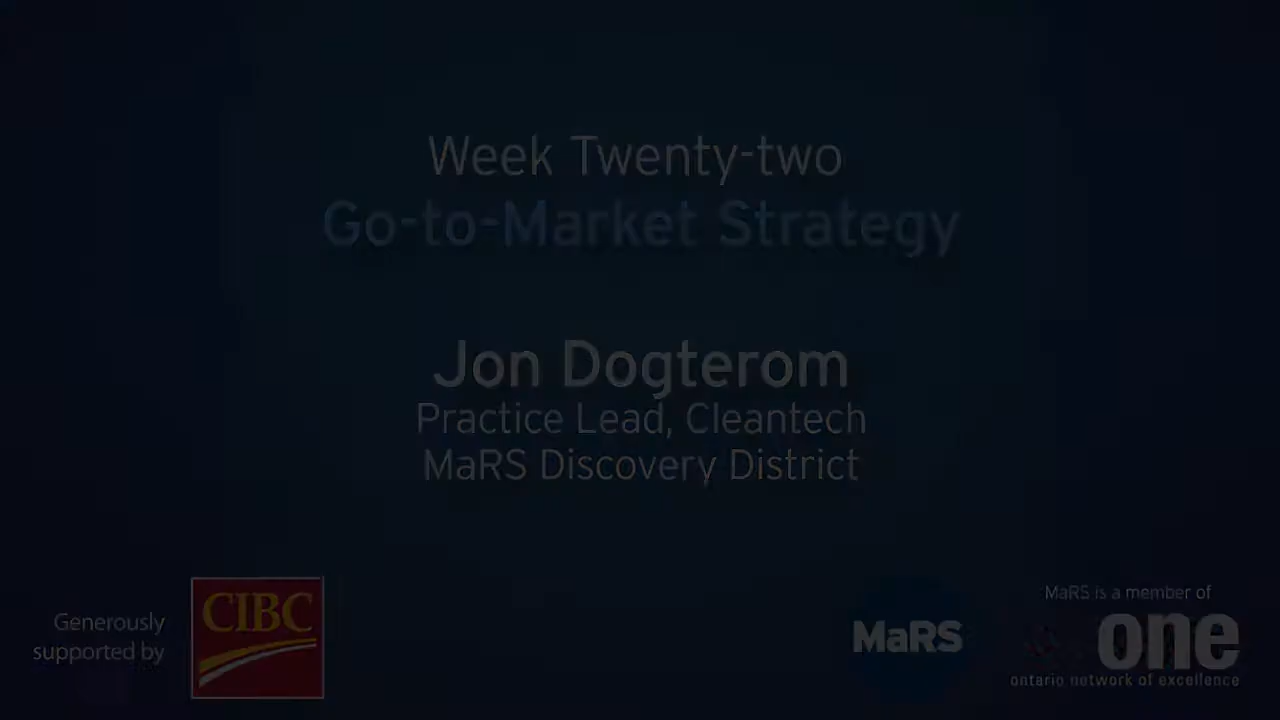 Week Twenty-two
Go-to-Market Strategy
Jon Dogterom
Practice Lead, Cleantech
MaRS Discovery District
Generously
supported by
CIBC
MaRS
MaRS is a member of
one
ontario network of excellence